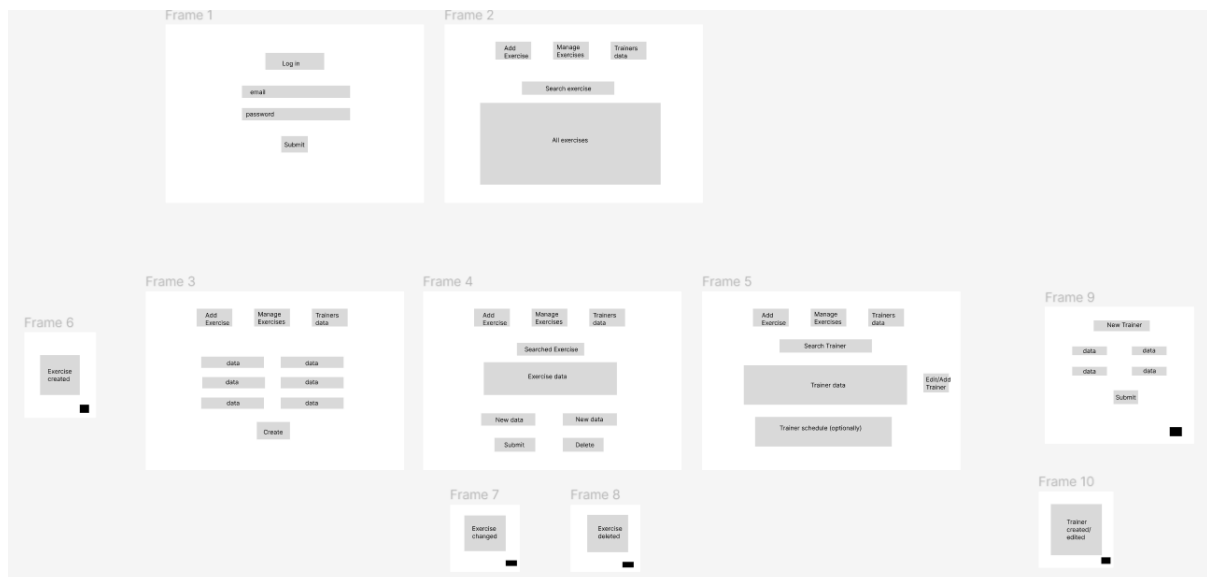 Frame 1
Log in
email
password
Submit
Frame 2
Add
Exercise
Manage
Exercises
Trainers
data
Search exercise
All exercises
Frame 6
Exercise
created
Frame 3
Add
Exercise
Manage
Exercises
Trainers
data
data
data
data
data
data
data
Create
Frame 4
Add
Exercise
Manage
Exercises
Trainers
data
Searched Exercise
Exercise data
New data
New data
Submit
Delete
Frame 5
Add
Exercise
Manage
Exercises
Trainers
data
Search Trainer
Trainer data
Edit/Add
Trainer
Trainer schedule (optionally)
Frame 9
New Trainer
data
data
data
data
Submit
Frame 7
Exercise
changed
Frame 8
Exercise
deleted
Frame 10
Trainer
created/
edited